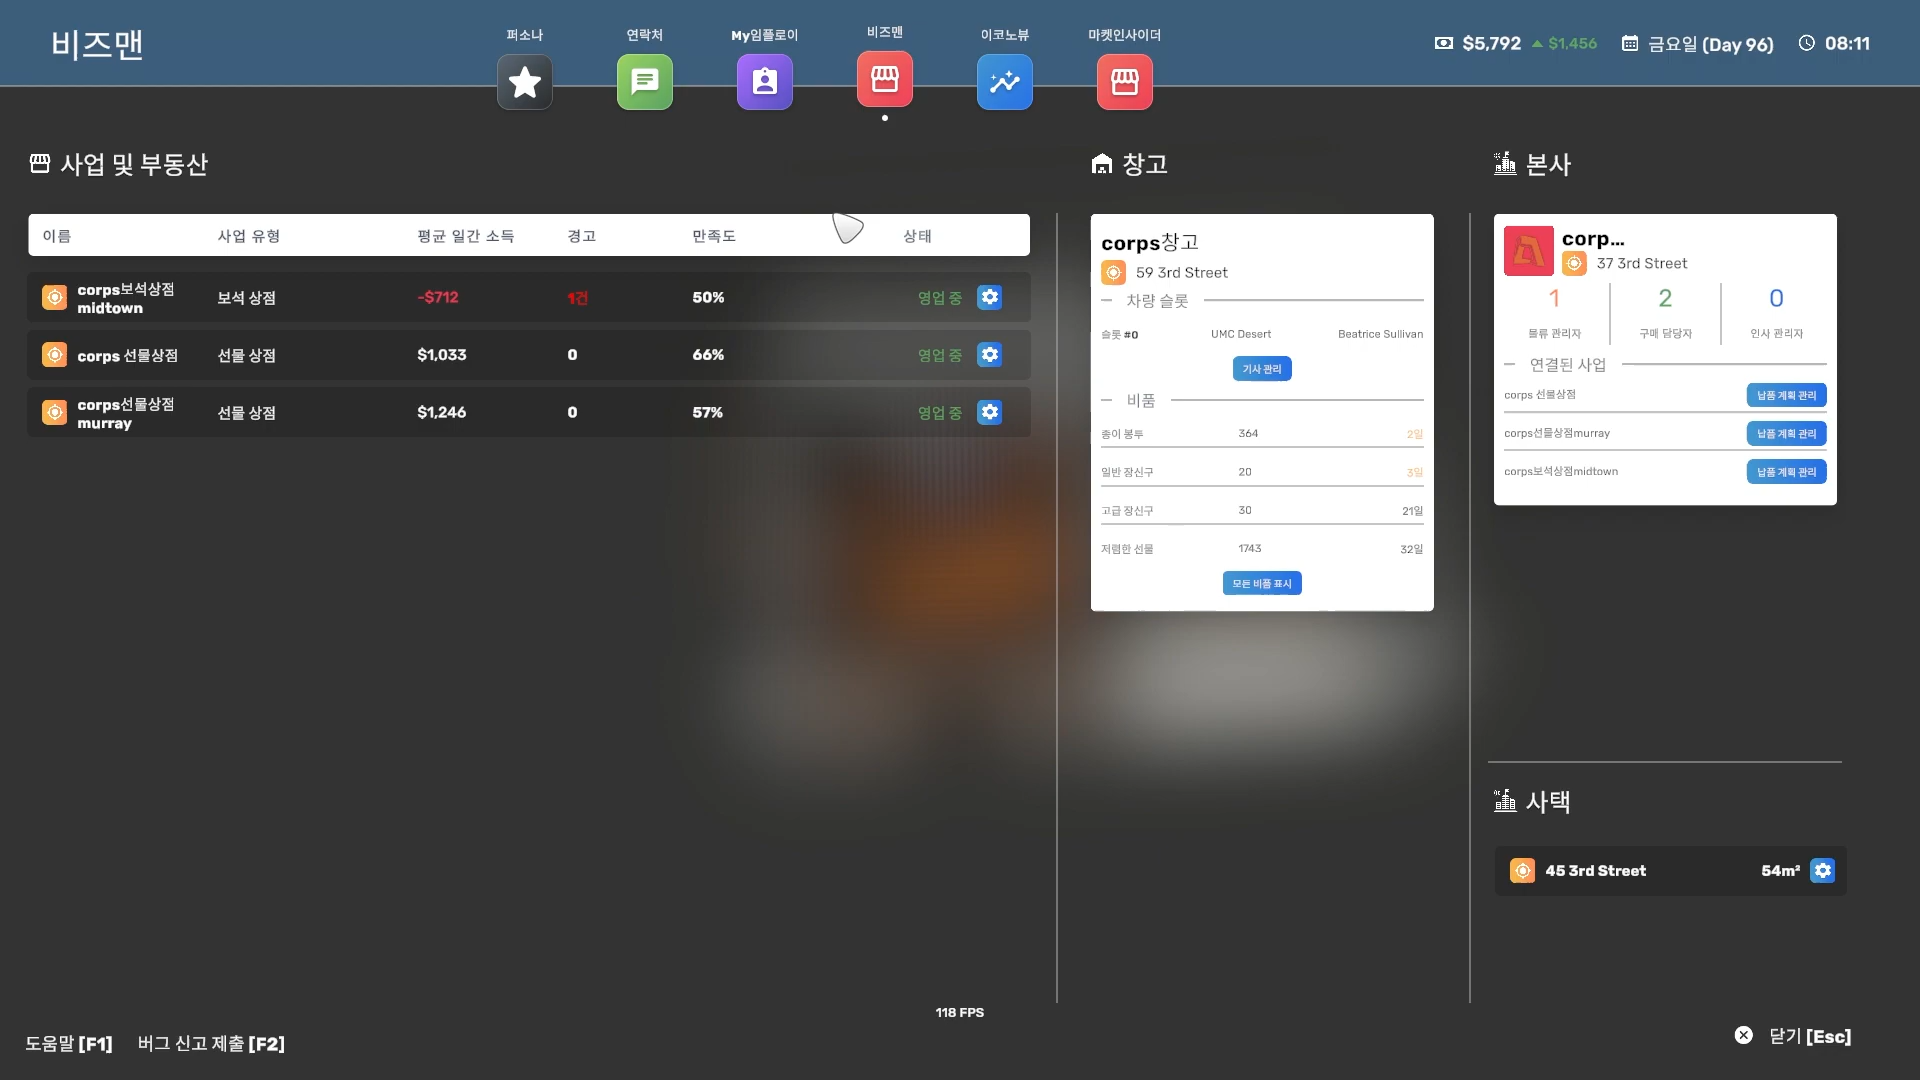 비즈맨
퍼소나
연락처
My임플로이
비즈맨
이코노뷰
마켓인사이더
$5,792 $1,456 금요일 (Day 96) 08:11
사업 및 부동산
이름 사업 유형 평균 일간 소득 경고 만족도 상태
corps보석상점
midtown
보석 상점 -$712 1건 50% 영업 중
corps 선물상점 선물 상점 $1,033 0 66% 영업 중
corps선물상점
murray
선물 상점 $1,246 0 57% 영업 중
창고
corps창고
59 3rd Street
차량 슬롯
슬롯 #0 UMC Desert Beatrice Sullivan
기사 관리
비품
종이 봉투 364 2일
일반 장신구 20 3일
고급 장신구 30 21일
저렴한 선물 1743 32일
모든 비품 표시
본사
corp...
37 3rd Street
1 2 0
물류 관리자 구매 담당자 인사 관리자
연결된 사업
corps 선물상점 납품 계획 관리
corps선물상점murray 납품 계획 관리
corps보석상점midtown 납품 계획 관리
사택
45 3rd Street 54m²
118 FPS
도움말 [F1] 버그 신고 제출 [F2]
닫기 [Esc]